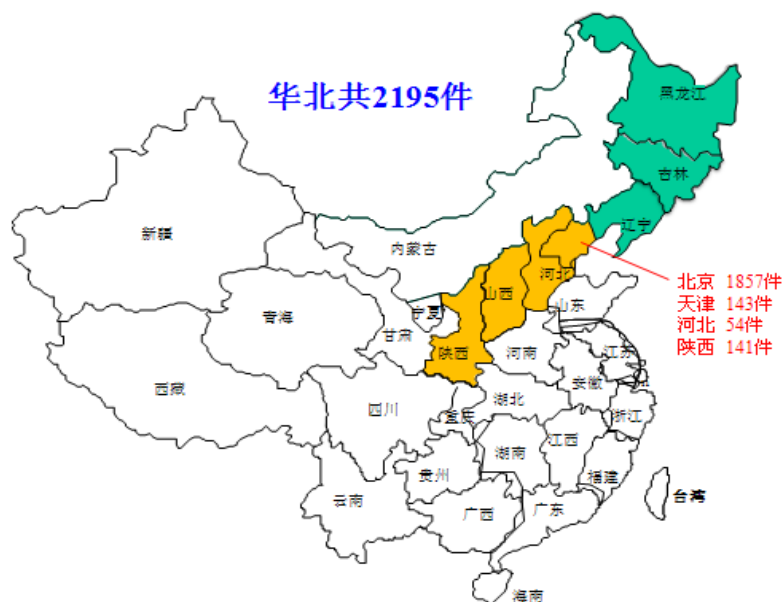 华北共2195件
黑龙江
吉林
辽宁
新疆
内蒙古
河北
北京 1857件
天津 143件
河北 54件
陕西 141件
山西
宁夏
山东
青海
甘肃
陕西
河南
江苏
西藏
安徽
四川
重庆
湖北
浙江
江西
湖南
贵州
福建
云南
广西
广东
台湾
海南